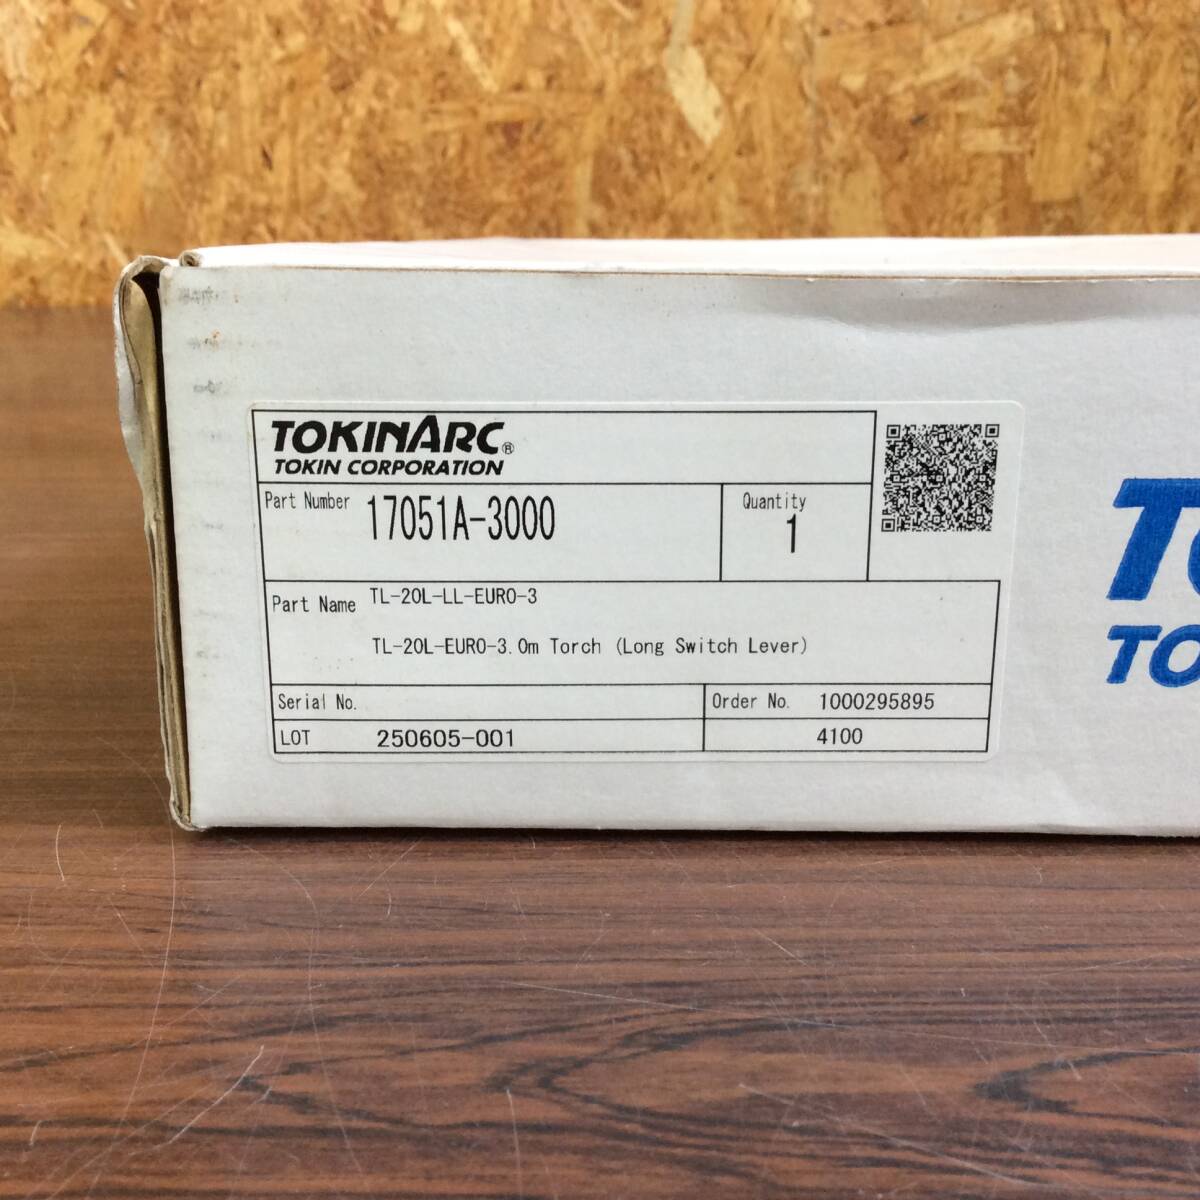 TOKINARC®
TOKIN CORPORATION
Part Number 17051A-3000
Quantity
1
Part Name TL-20L-LL-EURO-3
TL-20L-EURO-3.0m Torch (Long Switch Lever)
Serial No.
Order No. 1000295895
LOT 250605-001
4100
TO
TO